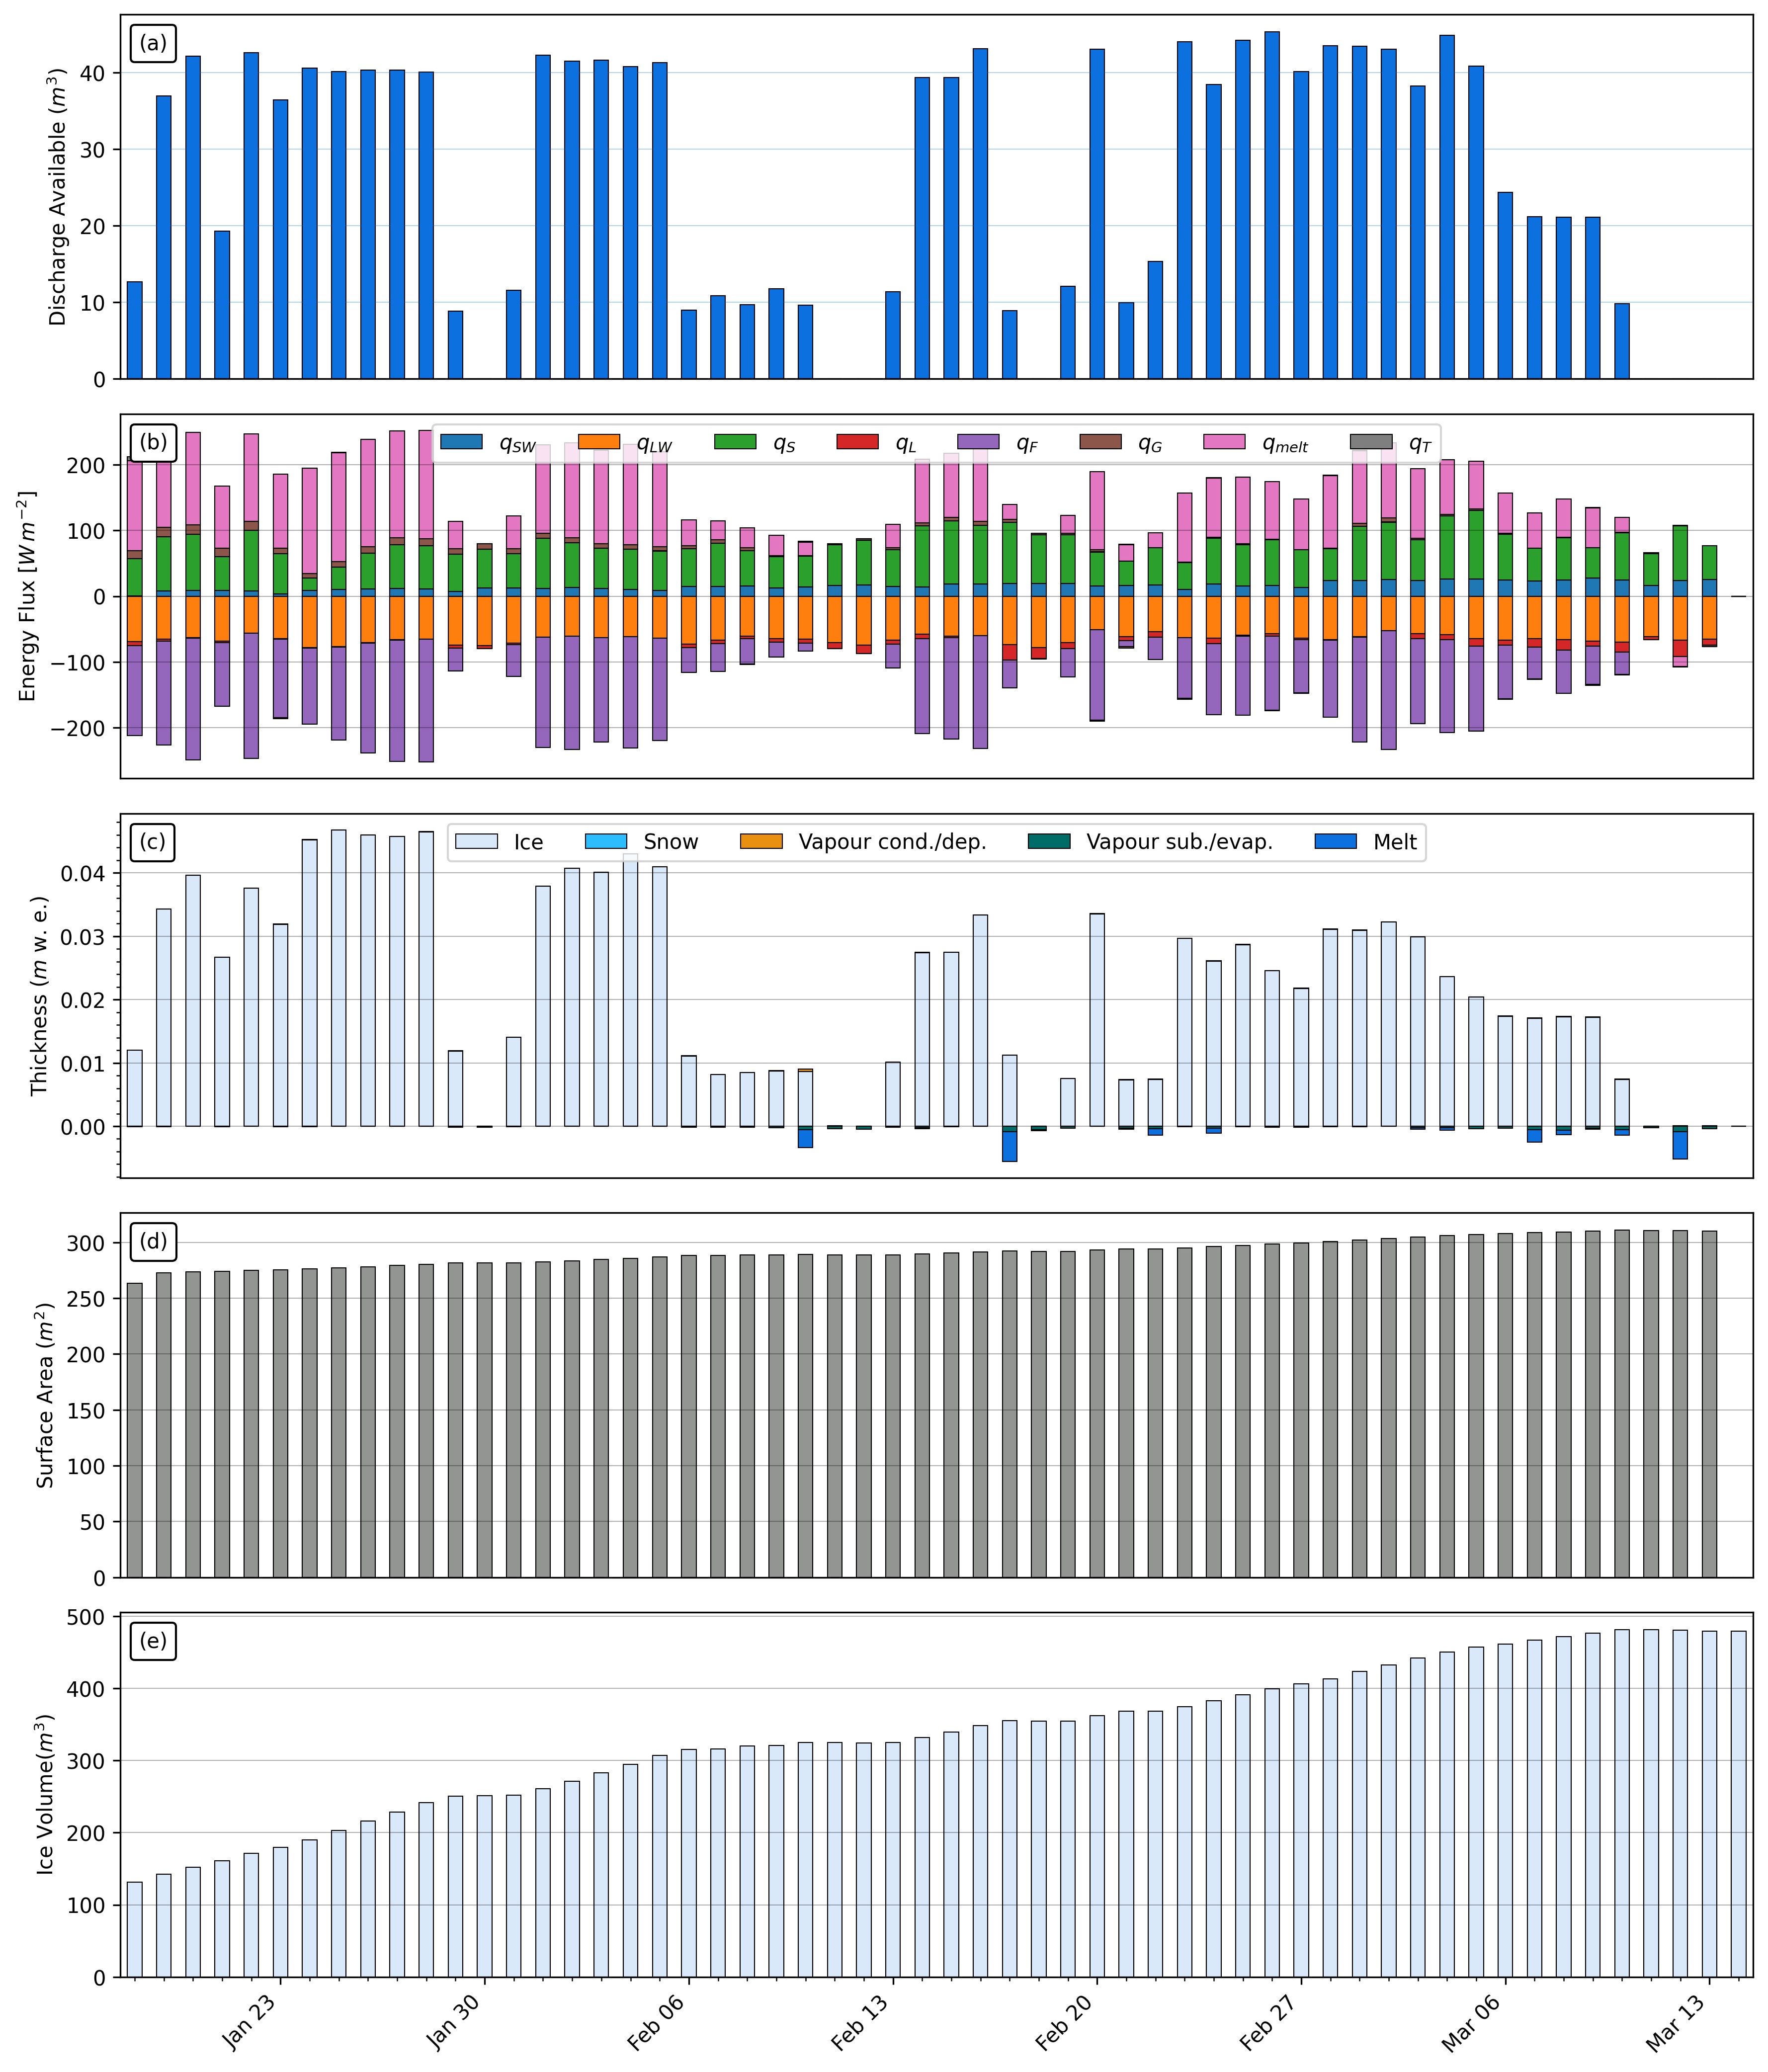 (a)
Discharge Available (m³)
40
30
20
10
0
(b)
q_SW q_LW q_S q_L q_F q_G q_melt q_T
Energy Flux [W m⁻²]
200
100
0
−100
−200
(c)
Ice Snow Vapour cond./dep. Vapour sub./evap. Melt
Thickness (m w. e.)
0.04
0.03
0.02
0.01
0.00
(d)
Surface Area (m²)
300
250
200
150
100
50
0
(e)
Ice Volume(m³)
500
400
300
200
100
0
Jan 23 Jan 30 Feb 06 Feb 13 Feb 20 Feb 27 Mar 06 Mar 13